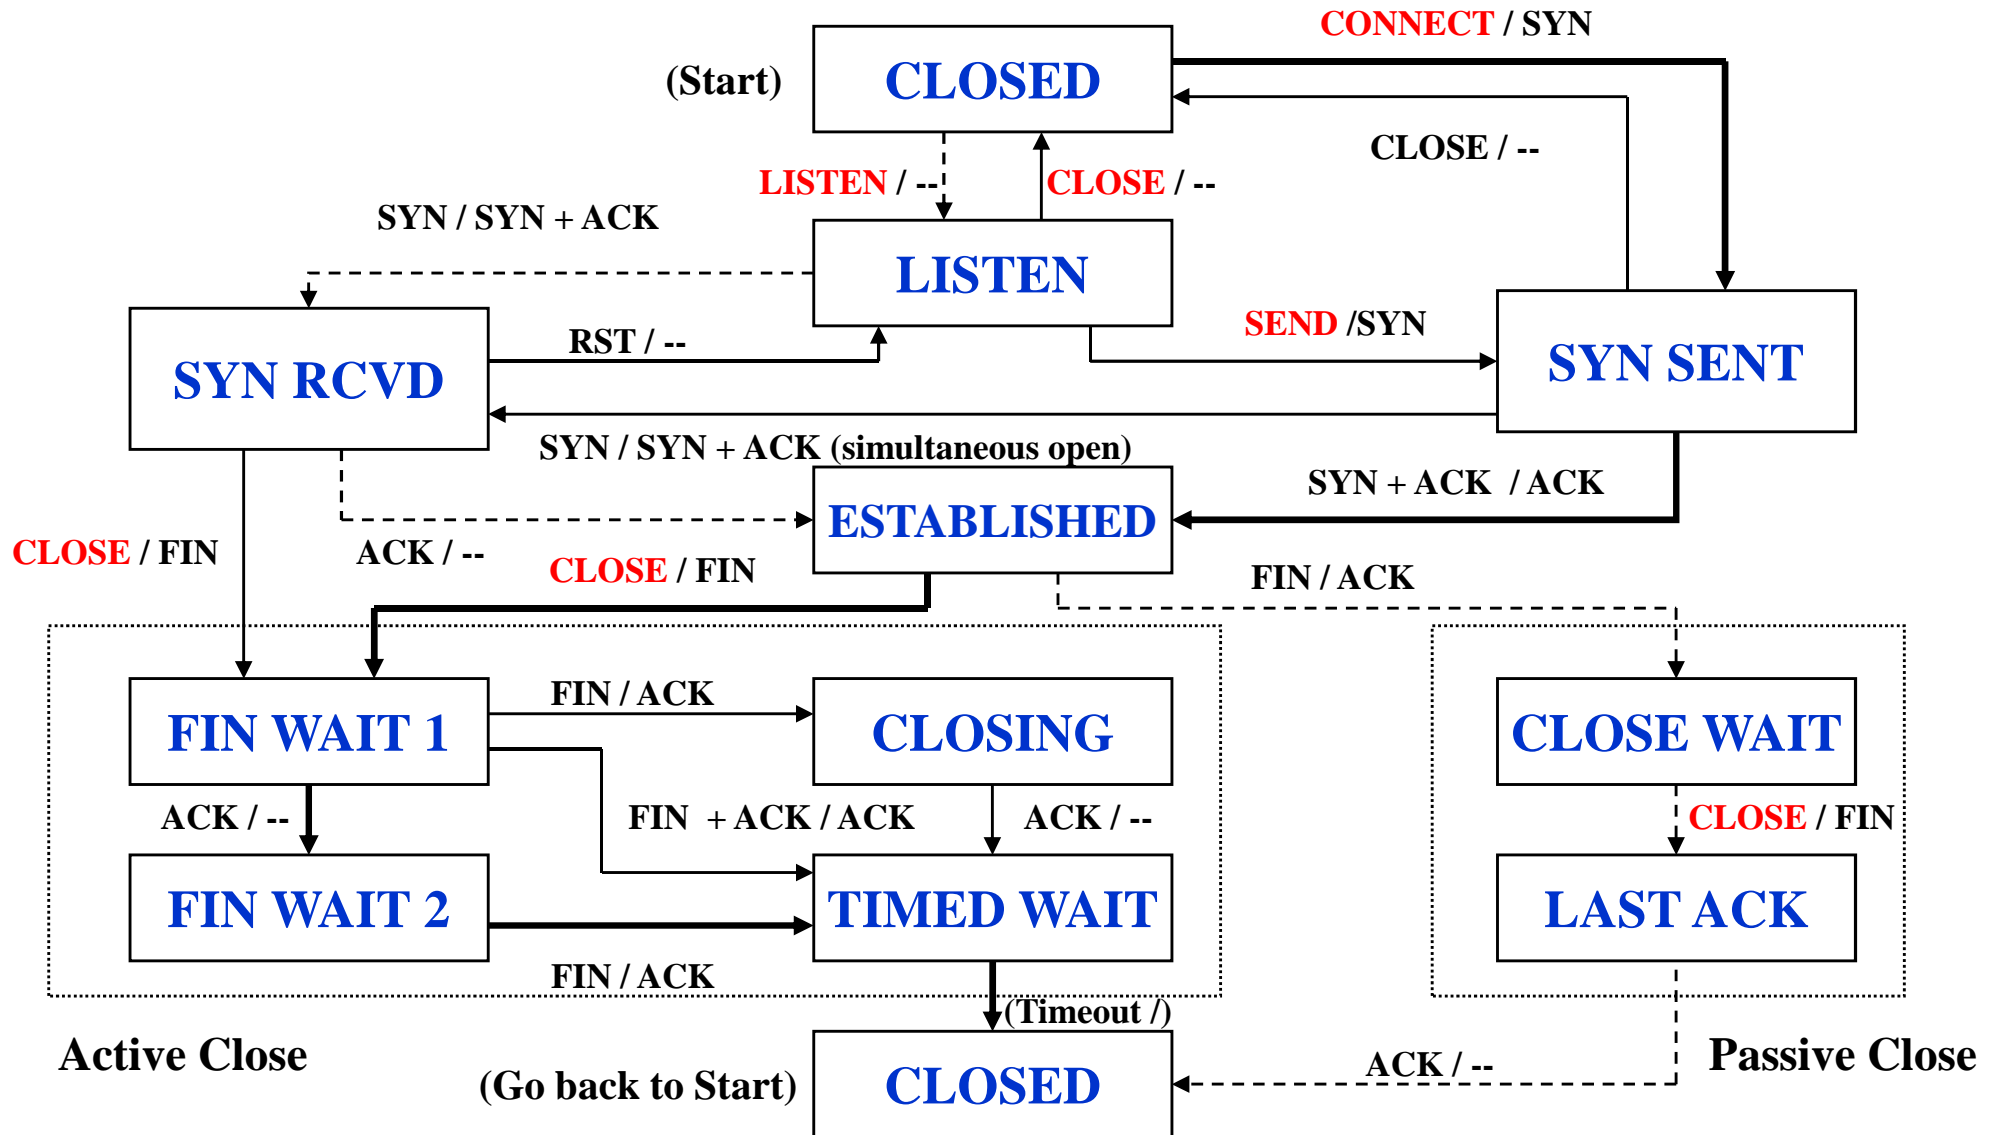 CONNECT / SYN
(Start)
CLOSED
CLOSE / --
LISTEN / --
CLOSE / --
SYN / SYN + ACK
LISTEN
SEND /SYN
RST / --
SYN RCVD
SYN SENT
SYN / SYN + ACK (simultaneous open)
SYN + ACK / ACK
ESTABLISHED
CLOSE / FIN
ACK / --
CLOSE / FIN
FIN / ACK
FIN WAIT 1
FIN / ACK
CLOSING
CLOSE WAIT
ACK / --
FIN + ACK / ACK
ACK / --
CLOSE / FIN
FIN WAIT 2
TIMED WAIT
LAST ACK
FIN / ACK
(Timeout /)
Active Close
Passive Close
(Go back to Start)
CLOSED
ACK / --